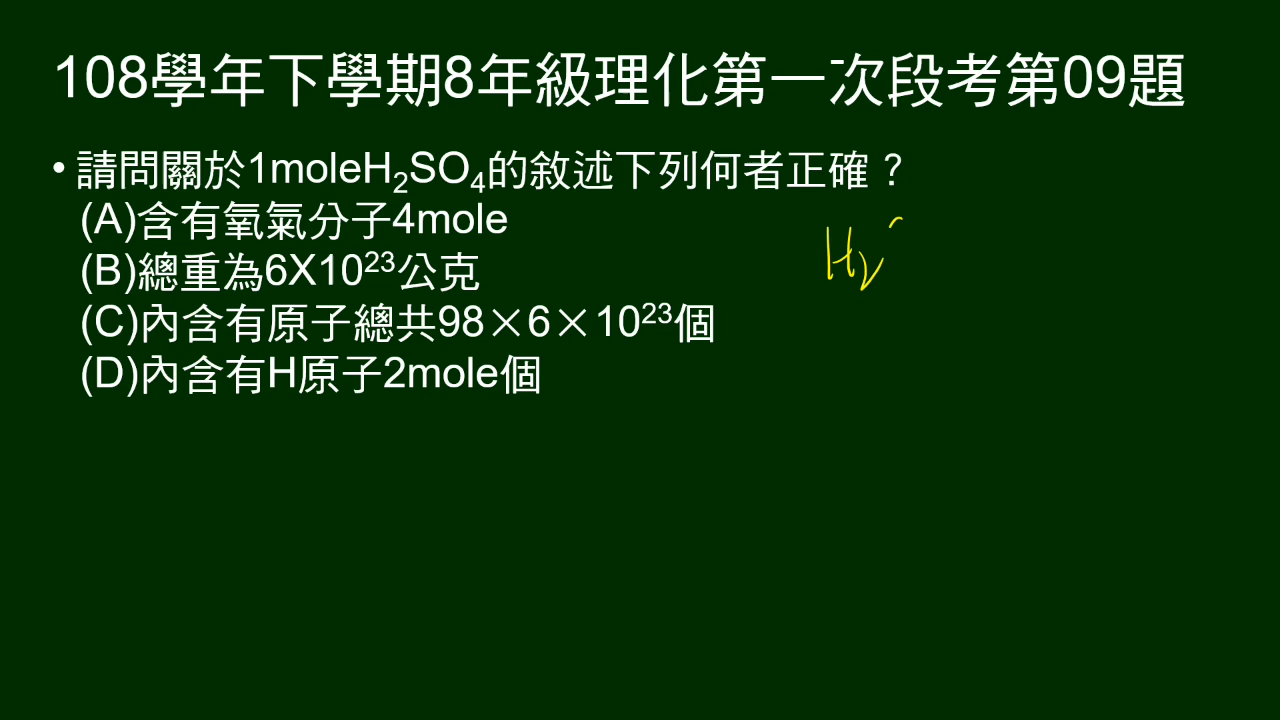 108學年下學期8年級理化第一次段考第09題
•請問關於1moleH₂SO₄的敘述下列何者正確？
(A)含有氧氣分子4mole
(B)總重為6X10²³公克
(C)內含有原子總共98×6×10²³個
(D)內含有H原子2mole個
H₂